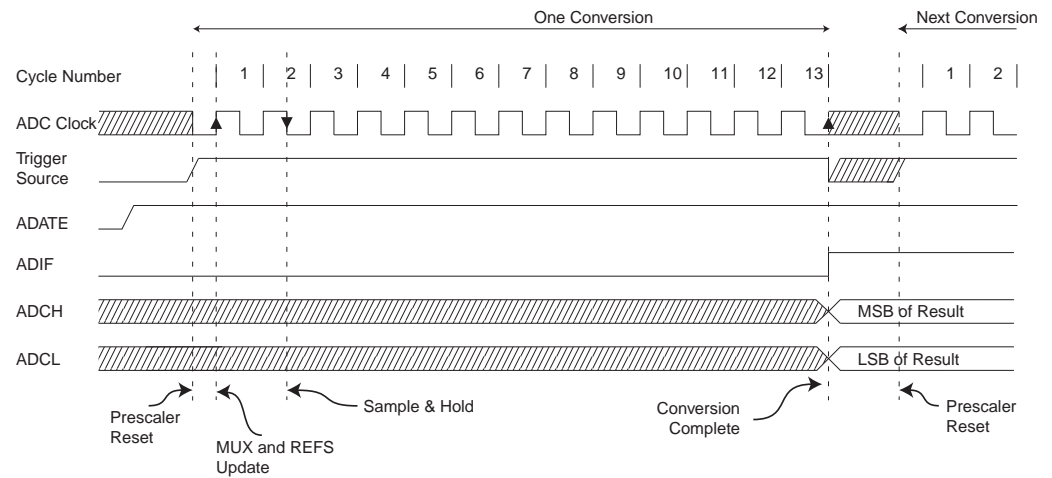 One Conversion
Next Conversion
Cycle Number
1 2 3 4 5 6 7 8 9 10 11 12 13 1 2
ADC Clock
Trigger
Source
ADATE
ADIF
ADCH
MSB of Result
ADCL
LSB of Result
Prescaler
Reset
MUX and REFS
Update
Sample & Hold
Conversion
Complete
Prescaler
Reset